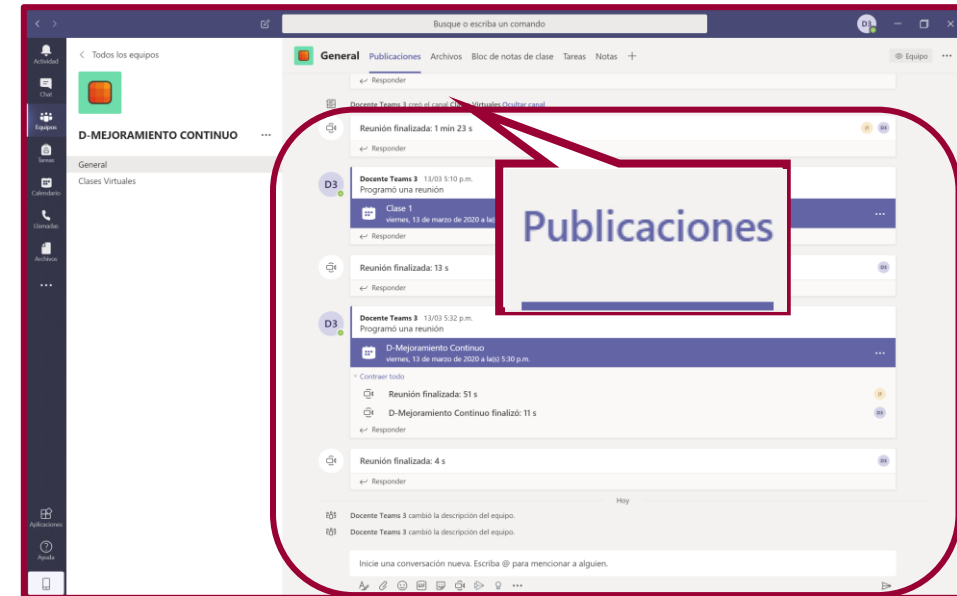 Busque o escriba un comando
D3
Actividad
Chat
Equipos
Tareas
Calendario
Llamadas
Archivos
Aplicaciones
Ayuda
Todos los equipos
D-MEJORAMIENTO CONTINUO
General
Clases Virtuales
General Publicaciones Archivos Bloc de notas de clase Tareas Notas
Equipo
Responder
Docente Teams 3 creó el canal Virtuales Ocultar canal
Reunión finalizada: 1 min 23 s
D3
Responder
D3
Docente Teams 3 13/03 5:10 p.m.
Programó una reunión
Clase 1
viernes, 13 de marzo de 2020 a la(s)
Responder
Publicaciones
Reunión finalizada: 13 s
D3
Responder
D3
Docente Teams 3 13/03 5:32 p.m.
Programó una reunión
D-Mejoramiento Continuo
viernes, 13 de marzo de 2020 a la(s) 5:30 p.m.
Contraer todo
Reunión finalizada: 51 s
D-Mejoramiento Continuo finalizó: 11 s
D3
Responder
Reunión finalizada: 4 s
D3
Responder
Hoy
Docente Teams 3 cambió la descripción del equipo.
Docente Teams 3 cambió la descripción del equipo.
Inicie una conversación nueva. Escriba @ para mencionar a alguien.